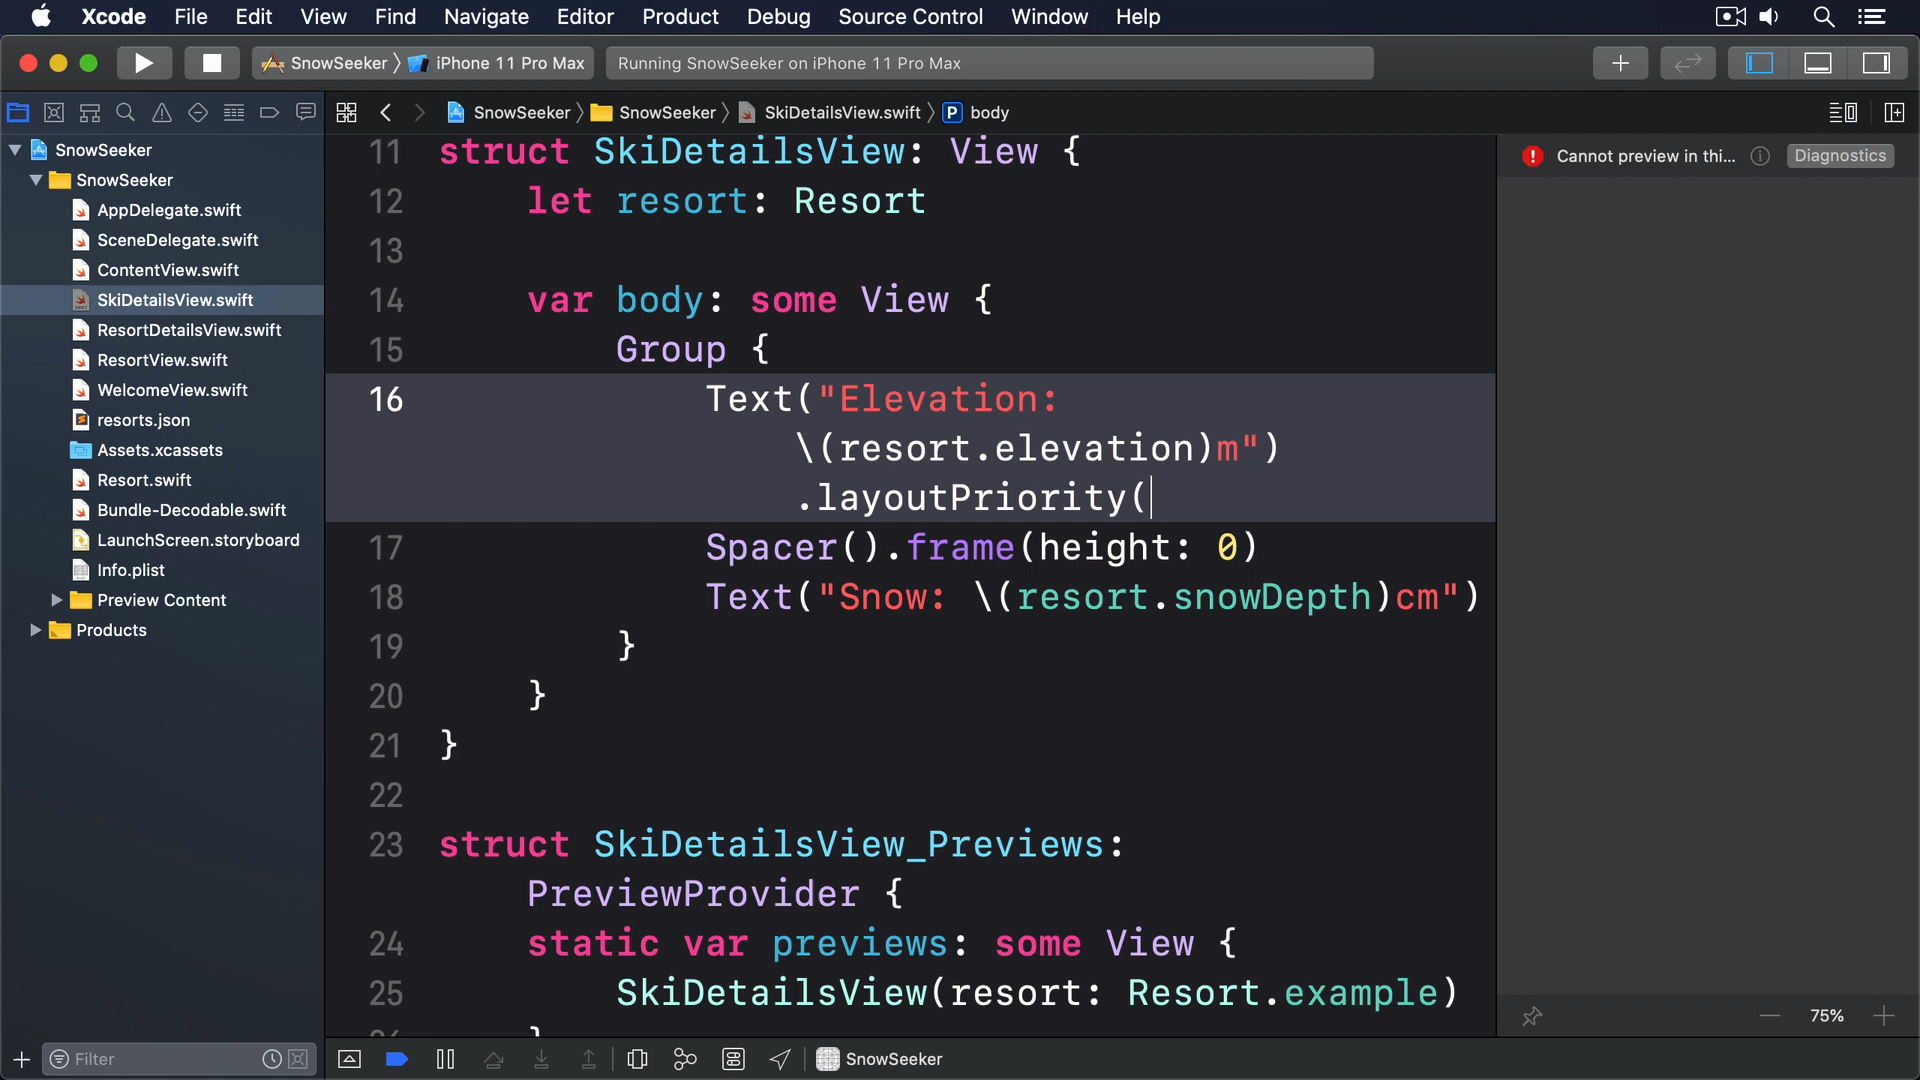 Xcode File Edit View Find Navigate Editor Product Debug Source Control Window Help
SnowSeeker iPhone 11 Pro Max Running SnowSeeker on iPhone 11 Pro Max
SnowSeeker SnowSeeker SkiDetailsView.swift P body
SnowSeeker
SnowSeeker
AppDelegate.swift
SceneDelegate.swift
ContentView.swift
SkiDetailsView.swift
ResortDetailsView.swift
ResortView.swift
WelcomeView.swift
resorts.json
Assets.xcassets
Resort.swift
Bundle-Decodable.swift
LaunchScreen.storyboard
Info.plist
Preview Content
Products
Filter
11 struct SkiDetailsView: View {
12 let resort: Resort
13
14 var body: some View {
15 Group {
16 Text("Elevation:
\(resort.elevation)m")
.layoutPriority(
17 Spacer().frame(height: 0)
18 Text("Snow: \(resort.snowDepth)cm")
19 }
20 }
21 }
22
23 struct SkiDetailsView_Previews:
PreviewProvider {
24 static var previews: some View {
25 SkiDetailsView(resort: Resort.example)
Cannot preview in thi... Diagnostics
75%
SnowSeeker